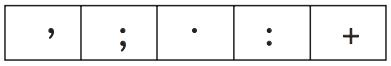 , ; · : +